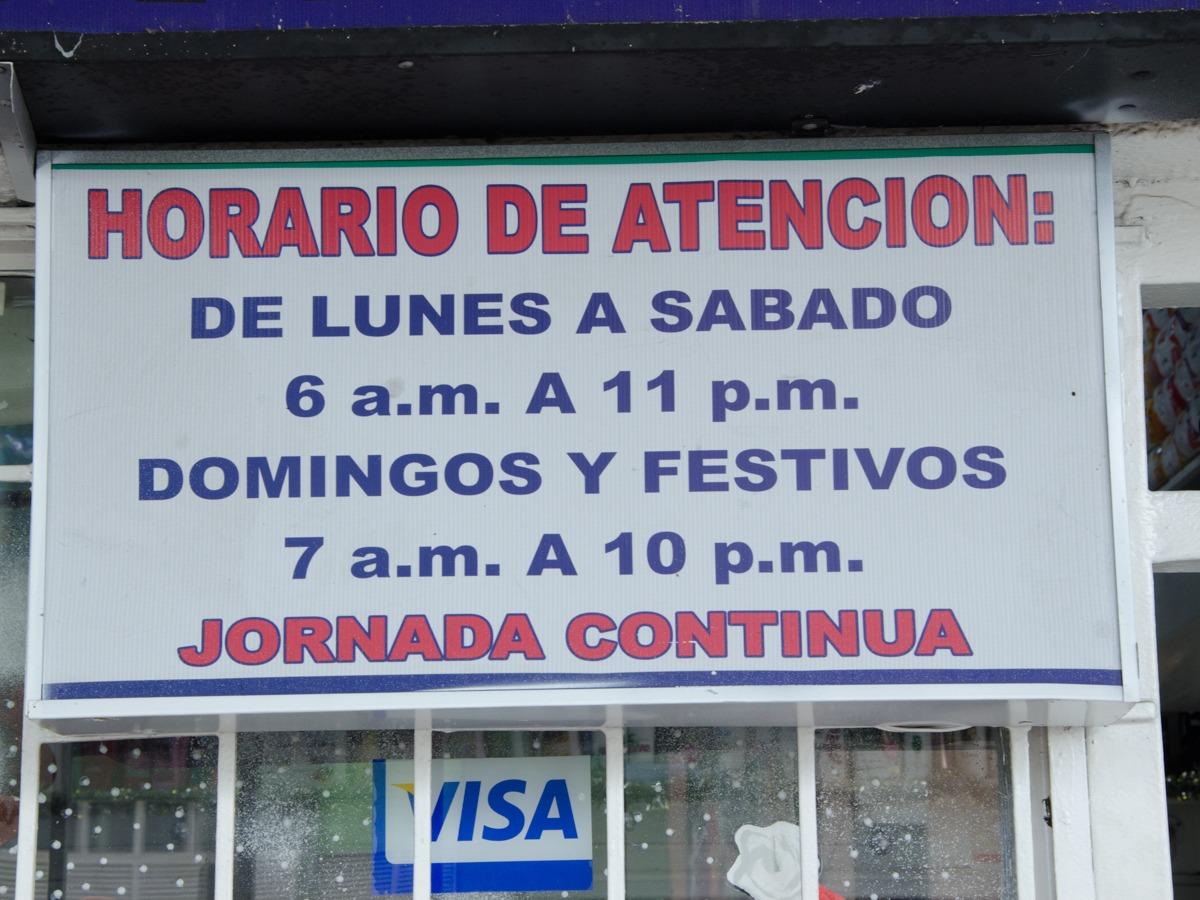 HORARIO DE ATENCION:
DE LUNES A SABADO
6 a.m. A 11 p.m.
DOMINGOS Y FESTIVOS
7 a.m. A 10 p.m.
JORNADA CONTINUA
VISA